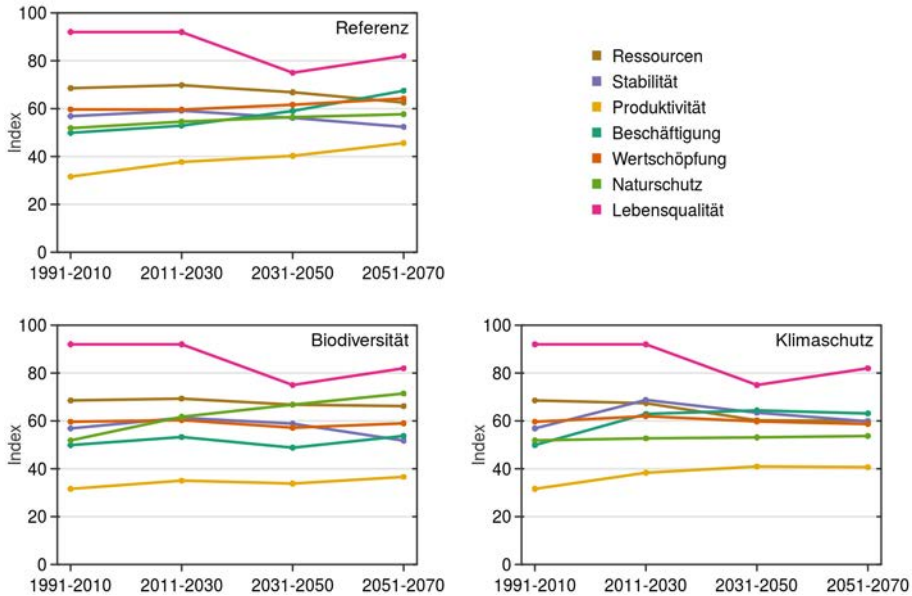 Referenz
100
80
60
40
20
0
Index
1991-2010 2011-2030 2031-2050 2051-2070
Ressourcen
Stabilität
Produktivität
Beschäftigung
Wertschöpfung
Naturschutz
Lebensqualität
Biodiversität
100
80
60
40
20
0
Index
1991-2010 2011-2030 2031-2050 2051-2070
Klimaschutz
100
80
60
40
20
0
Index
1991-2010 2011-2030 2031-2050 2051-2070